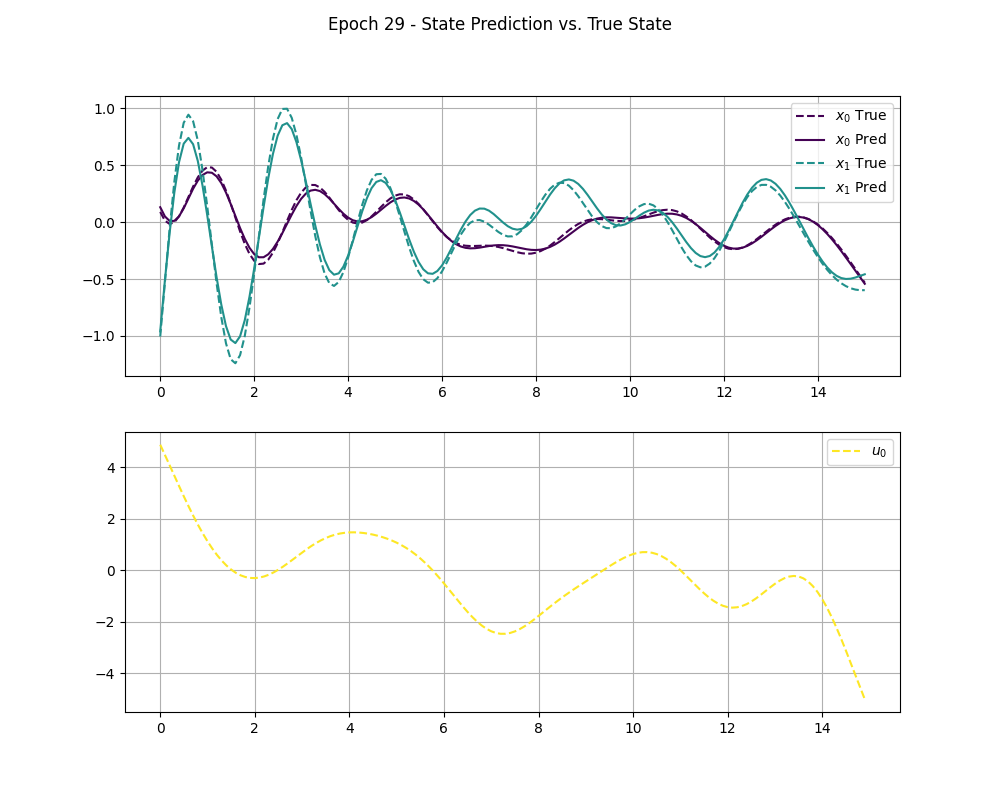 Epoch 29 - State Prediction vs. True State
x₀ True
x₀ Pred
x₁ True
x₁ Pred
1.0
0.5
0.0
−0.5
−1.0
0 2 4 6 8 10 12 14
u₀
4
2
0
−2
−4
0 2 4 6 8 10 12 14